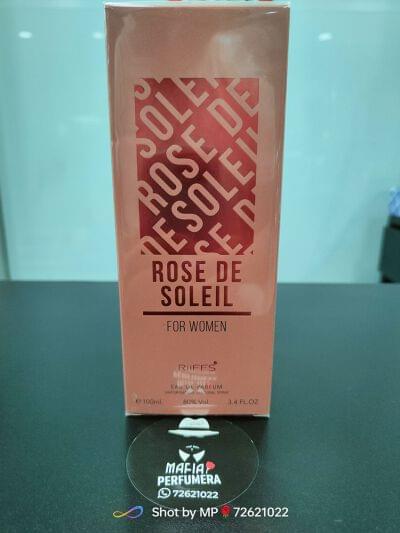 ROSE DE
SOLEIL
FOR WOMEN
RiiFFS
EAU DE PARFUM
℮100mL 80% Vol. 3.4 FL.OZ
MAFIA
PERFUMERA
72621022
Shot by MP🌹72621022